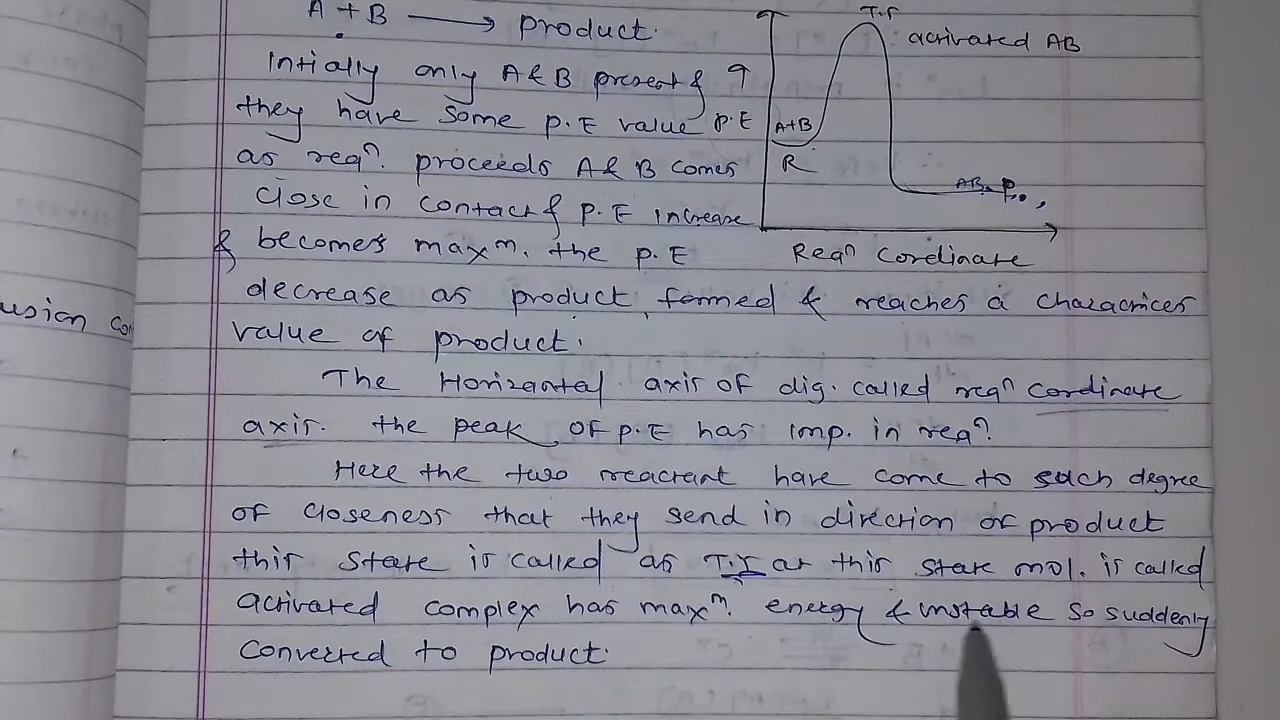 A + B ⟶ product.
T.S
activated AB
Intially only A & B present &
they have some p.E value
P.E
A+B
as reaⁿ. proceeds A & B comes
R
AB
P
close in contact & P.E Increase
& becomes maxᵐ. the p.E
Reaⁿ Cordinate
decrease as product formed & reaches a
value of product.
The Horizantal axis of dig. called reaⁿ cordinate
axis. the peak of P.E has imp. in reaⁿ.
Here the two reactant have come to such degree
of closeness that they send in direction of product
this state is called as T.S at this state mol. is called
activated complex has maxᵐ. energy & unstable so suddenly
converted to product.
usion co